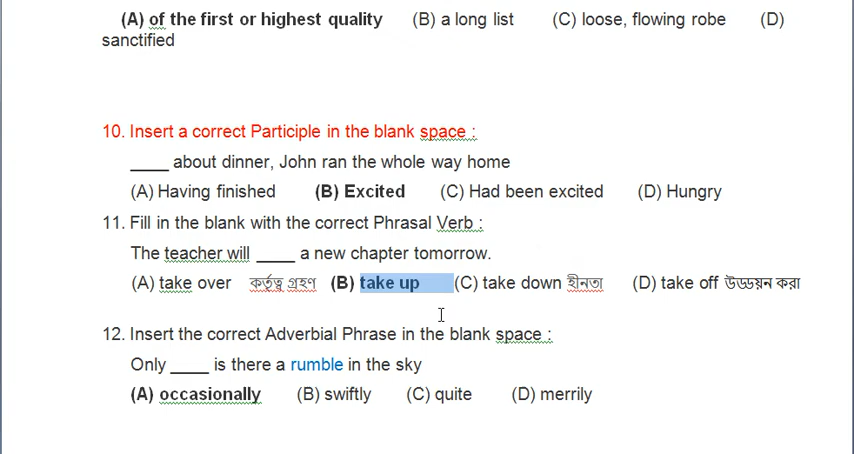 (A) of the first or highest quality (B) a long list (C) loose, flowing robe (D)
sanctified
10. Insert a correct Participle in the blank space :
____ about dinner, John ran the whole way home
(A) Having finished (B) Excited (C) Had been excited (D) Hungry
11. Fill in the blank with the correct Phrasal Verb :
The teacher will ____ a new chapter tomorrow.
(A) take over কর্তৃত্ব গ্রহণ (B) take up (C) take down হীনতা (D) take off উড্ডয়ন করা
12. Insert the correct Adverbial Phrase in the blank space :
Only ____ is there a rumble in the sky
(A) occasionally (B) swiftly (C) quite (D) merrily